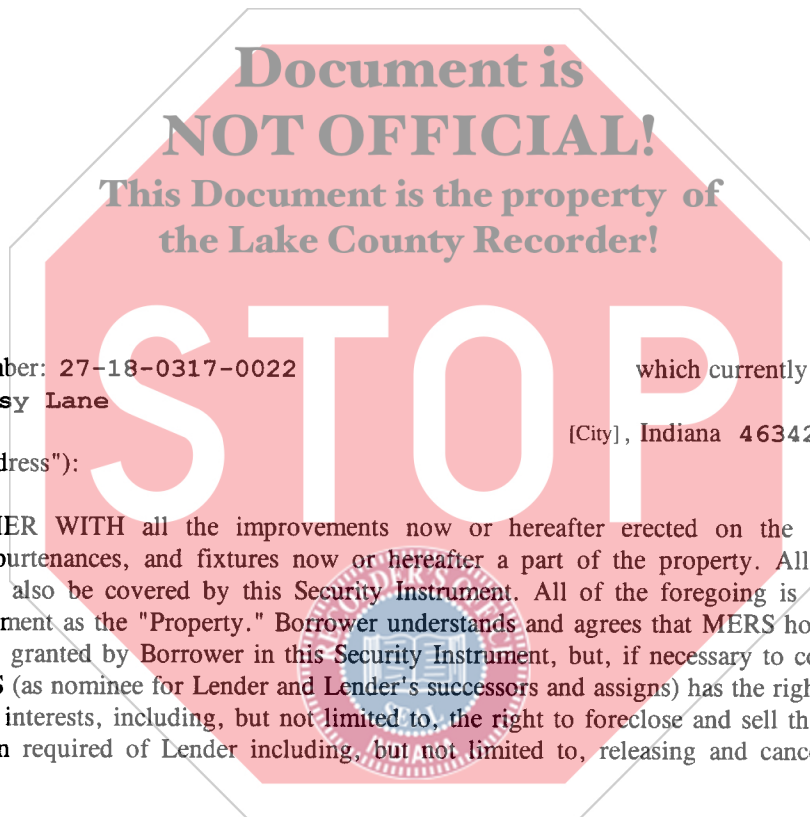 Document is
NOT OFFICIAL!
This Document is the property of
the Lake County Recorder!
STOP
ber: 27-18-0317-0022 which currently
sy Lane
[City], Indiana 46342
dress"):
ER WITH all the improvements now or hereafter erected on the
urtenances, and fixtures now or hereafter a part of the property. All
also be covered by this Security Instrument. All of the foregoing is
ment as the "Property." Borrower understands and agrees that MERS ho
granted by Borrower in this Security Instrument, but, if necessary to c
S (as nominee for Lender and Lender's successors and assigns) has the righ
interests, including, but not limited to, the right to foreclose and sell th
n required of Lender including, but not limited to, releasing and canc
RECORDER'S OFFICE
SEAL
INDIANA